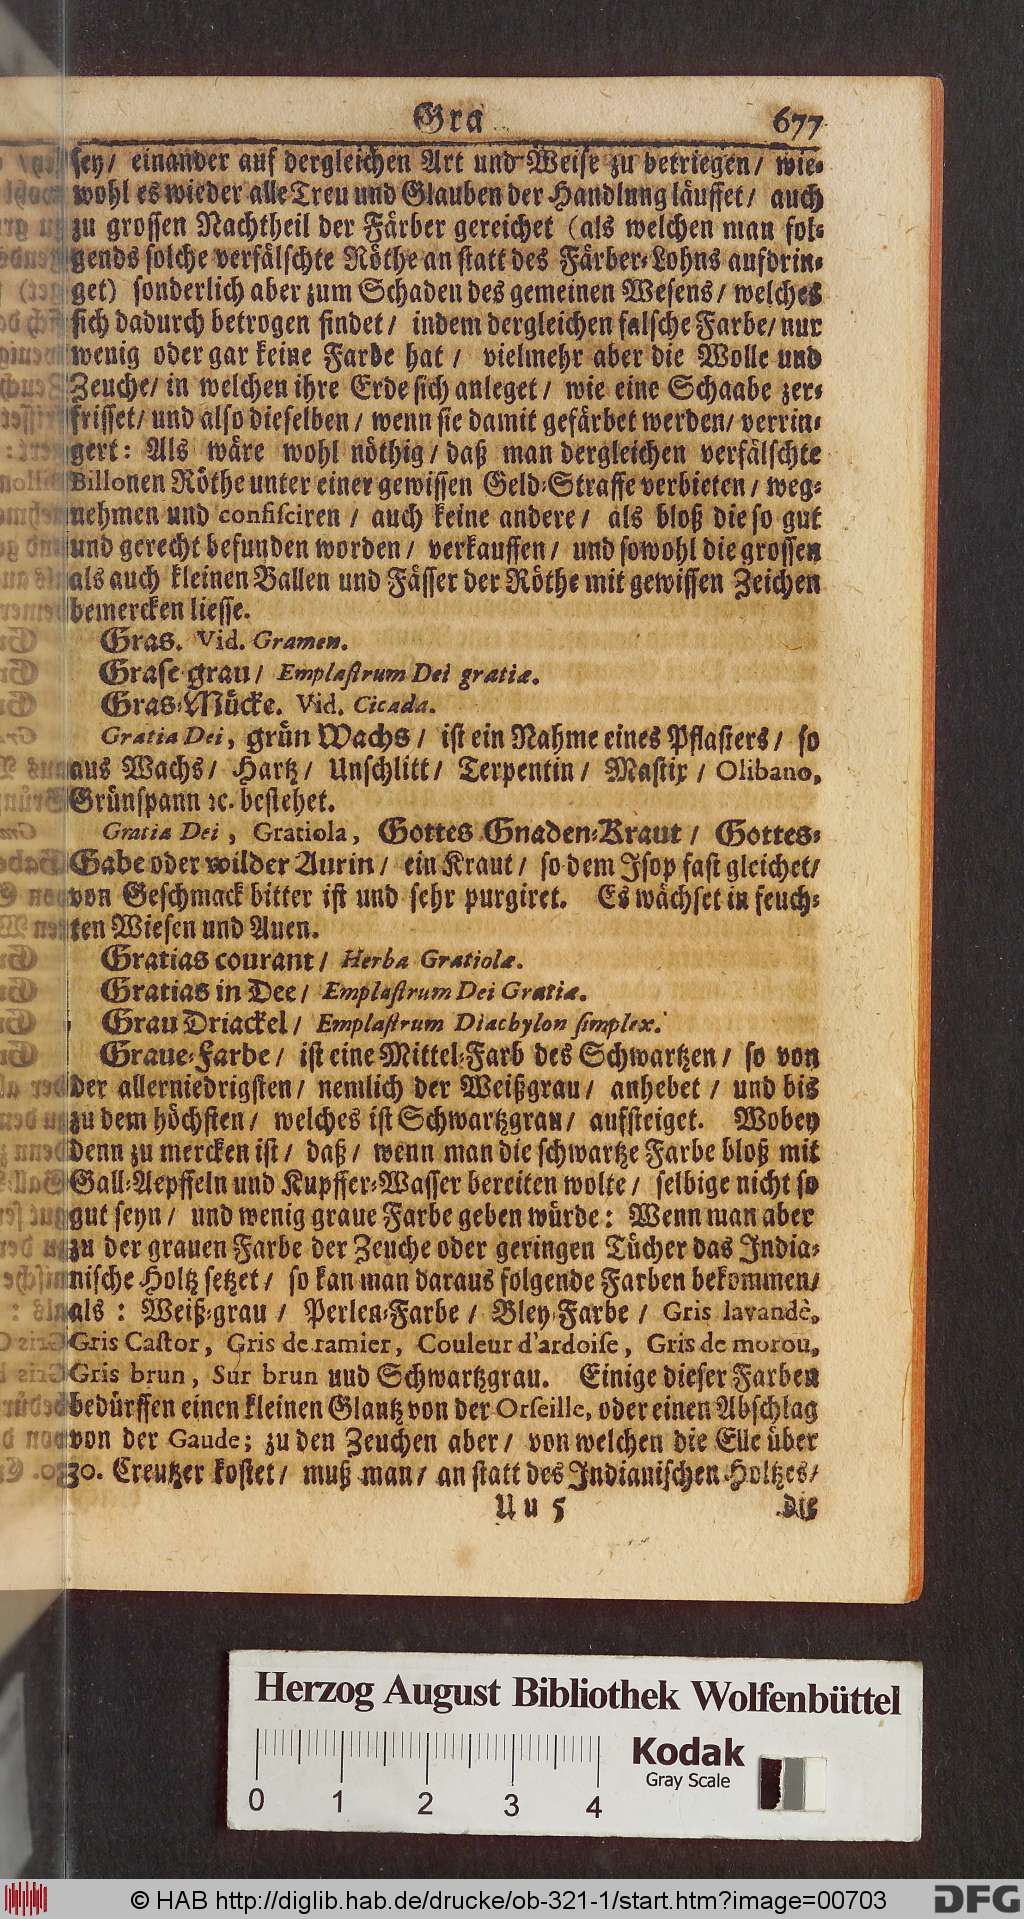 Gra 677
sey/ einander auf dergleichen Art und Weise zu betriegen/ wie-
wohl es wieder alle Treu und Glauben der Handlung läuffet/ auch
zu grossen Nachtheil der Färber gereichet (als welchen man fol-
gends solche verfälschte Röthe an statt des Färber-Lohns aufdrin-
get) sonderlich aber zum Schaden des gemeinen Wesens/ welches
sich dadurch betrogen findet/ indem dergleichen falsche Farbe/ nur
wenig oder gar keine Farbe hat/ vielmehr aber die Wolle und
Zeuche/ in welchen ihre Erde sich anleget/ wie eine Schaabe zer-
frisset/ und also dieselben/ wenn sie damit gefärbet werden/ verrin-
gert: Als wäre wohl nöthig/ daß man dergleichen verfälschte
Billonen Röthe unter einer gewissen Geld-Straffe verbieten/ weg-
nehmen und confisciren/ auch keine andere/ als bloß die so gut
und gerecht befunden worden/ verkauffen/ und sowohl die grossen
als auch kleinen Ballen und Fässer der Röthe mit gewissen Zeichen
bemercken liesse.
Gras. Vid. Gramen.
Grase grau/ Emplastrum Dei gratiæ.
Gras-Mücke. Vid. Cicada.
Gratia Dei, grün Wachs/ ist ein Nahme eines Pflasters/ so
aus Wachs/ Hartz/ Unschlitt/ Terpentin/ Mastix/ Olibano,
Grünspann ꝛc. bestehet.
Gratia Dei, Gratiola, Gottes Gnaden-Kraut/ Gottes-
Gabe oder wilder Aurin/ ein Kraut/ so dem Isop fast gleichet/
von Geschmack bitter ist und sehr purgiret. Es wächset in feuch-
ten Wiesen und Auen.
Gratias courant/ Herba Gratiolæ.
Gratias in Dee/ Emplastrum Dei Gratiæ.
Grau Driackel/ Emplastrum Diachylon simplex.
Graue-Farbe/ ist eine Mittel-Farb des Schwartzen/ so von
der allerniedrigsten/ nemlich der Weißgrau/ anhebet/ und bis
zu dem höchsten/ welches ist Schwartzgrau/ aufsteiget. Wobey
denn zu mercken ist/ daß/ wenn man die schwartze Farbe bloß mit
Gall-Aepffeln und Kupffer-Wasser bereiten wolte/ selbige nicht so
gut seyn/ und wenig graue Farbe geben würde: Wenn man aber
zu der grauen Farbe der Zeuche oder geringen Tücher das India-
nische Holtz setzet/ so kan man daraus folgende Farben bekommen/
als: Weiß-grau/ Perlen-Farbe/ Bley-Farbe/ Gris lavandè,
Gris Castor, Gris de ramier, Couleur d'ardoise, Gris de morou,
Gris brun, Sur brun und Schwartzgrau. Einige dieser Farben
bedürffen einen kleinen Glantz von der Orseille, oder einen Abschlag
von der Gaude; zu den Zeuchen aber/ von welchen die Elle über
30. Creutzer kostet/ muß man/ an statt des Indianischen Holtzes/
Uu 5 die
Herzog August Bibliothek Wolfenbüttel
Kodak
Gray Scale
0 1 2 3 4
© HAB http://diglib.hab.de/drucke/ob-321-1/start.htm?image=00703
DFG